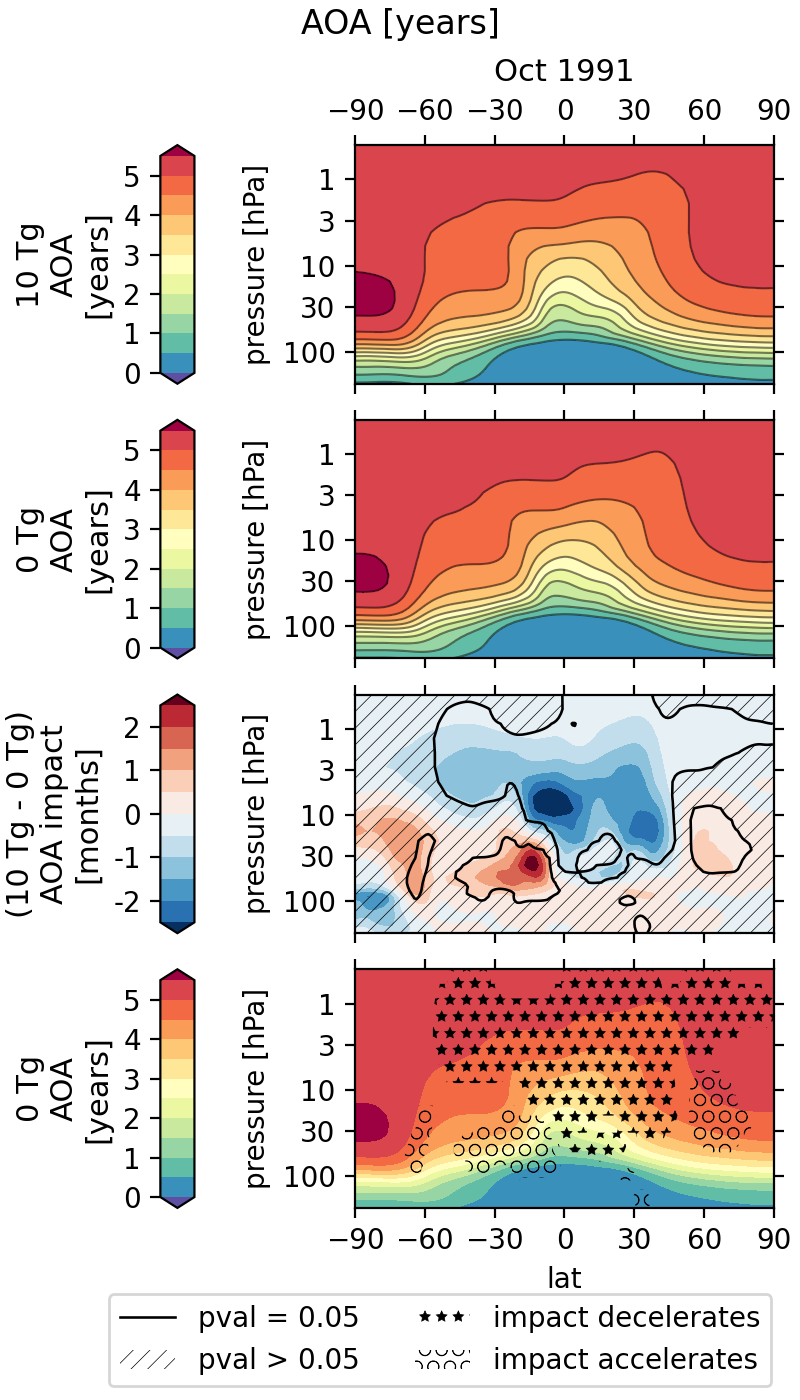 AOA [years]
Oct 1991
−90 −60 −30 0 30 60 90
10 Tg
AOA
[years]
5
4
3
2
1
0
pressure [hPa]
1
3
10
30
100
0 Tg
AOA
[years]
5
4
3
2
1
0
pressure [hPa]
1
3
10
30
100
(10 Tg - 0 Tg)
AOA impact
[months]
2
1
0
-1
-2
pressure [hPa]
1
3
10
30
100
0 Tg
AOA
[years]
5
4
3
2
1
0
pressure [hPa]
1
3
10
30
100
−90 −60 −30 0 30 60 90
lat
pval = 0.05
pval > 0.05
impact decelerates
impact accelerates